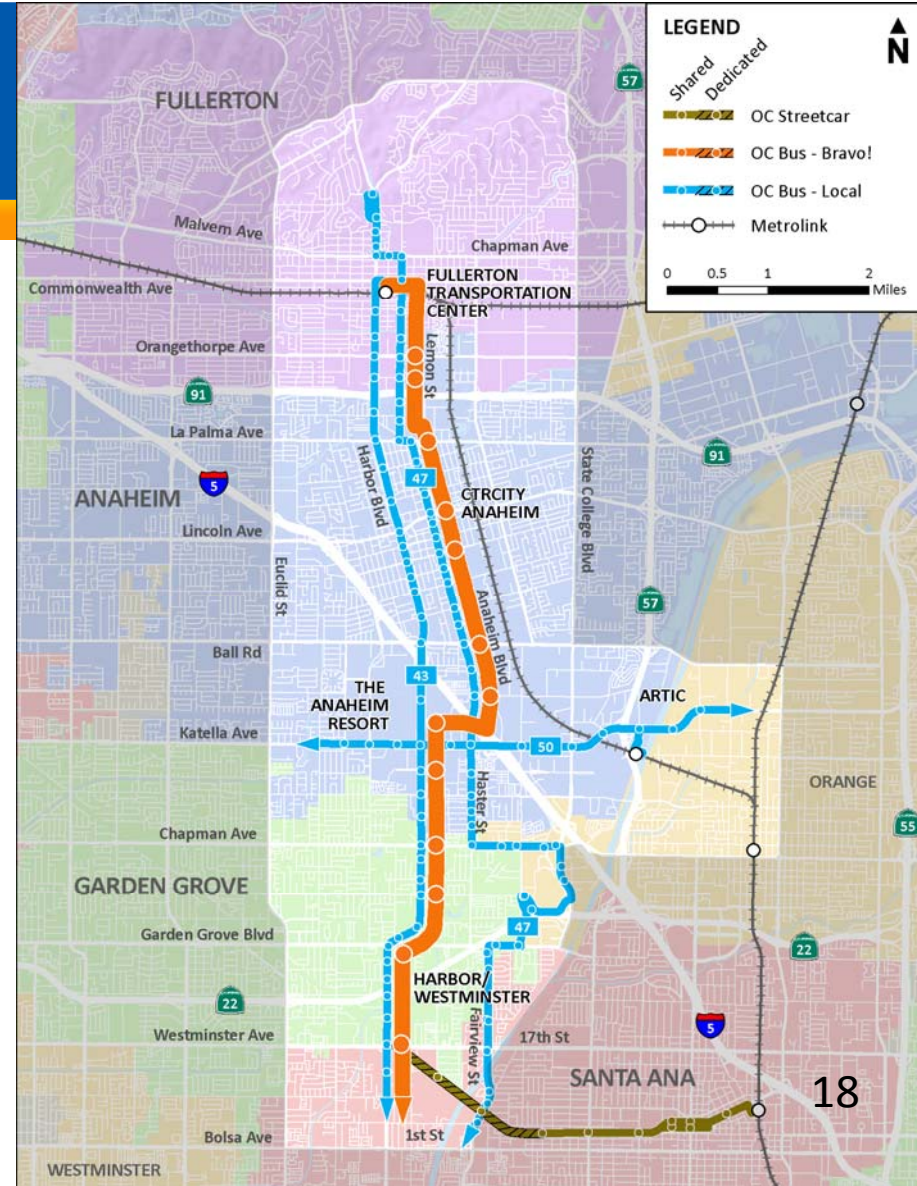 LEGEND
N
Shared
Dedicated
OC Streetcar
OC Bus - Bravo!
OC Bus - Local
Metrolink
0 0.5 1 2
Miles
57
FULLERTON
Malvern Ave
Chapman Ave
Commonwealth Ave
FULLERTON
TRANSPORTATION
CENTER
Orangethorpe Ave
Lemon St
91
La Palma Ave
Harbor Blvd
State College Blvd
91
47
5
ANAHEIM
CTRCITY
ANAHEIM
Lincoln Ave
Euclid St
Anaheim Blvd
57
Ball Rd
43
THE
ANAHEIM
RESORT
ARTIC
Katella Ave
50
ORANGE
Haster St
Chapman Ave
55
GARDEN GROVE
47
Garden Grove Blvd
22
HARBOR/
WESTMINSTER
22
Fairview St
5
Westminster Ave
17th St
SANTA ANA
18
Bolsa Ave
1st St
WESTMINSTER